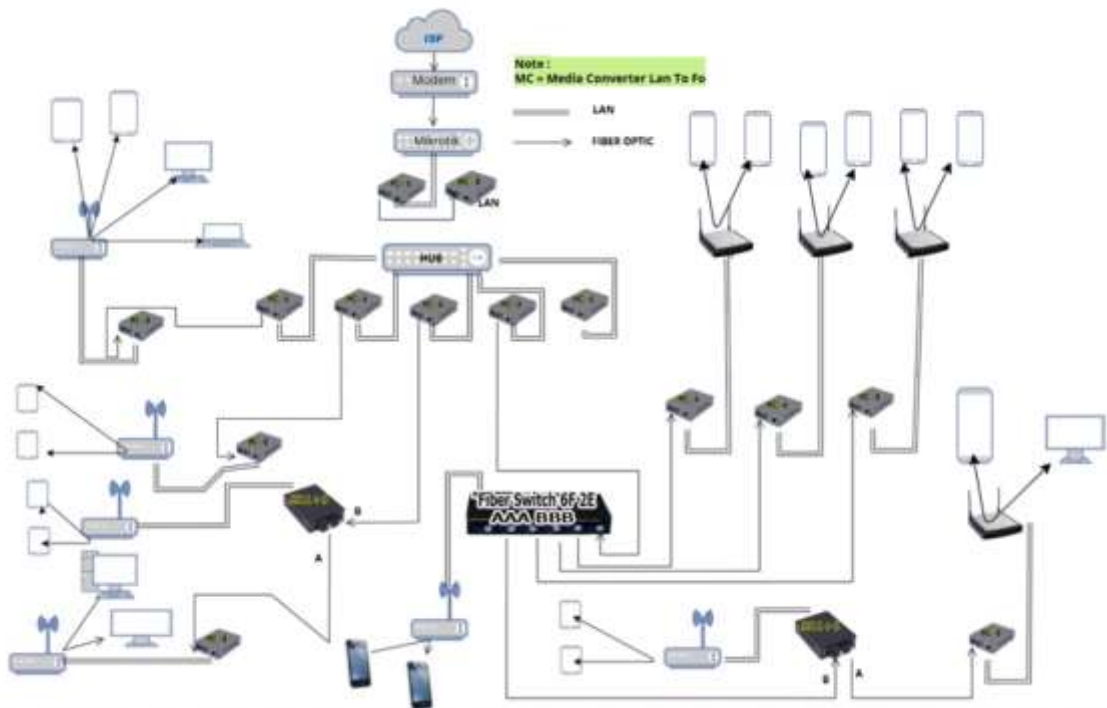 ISP
Modem
Note :
MC = Media Converter Lan To Fo
LAN
Mikrotik
FIBER OPTIC
LAN
HUB
Fiber Switch 6F 2E
AAA BBB
B
A
B
A